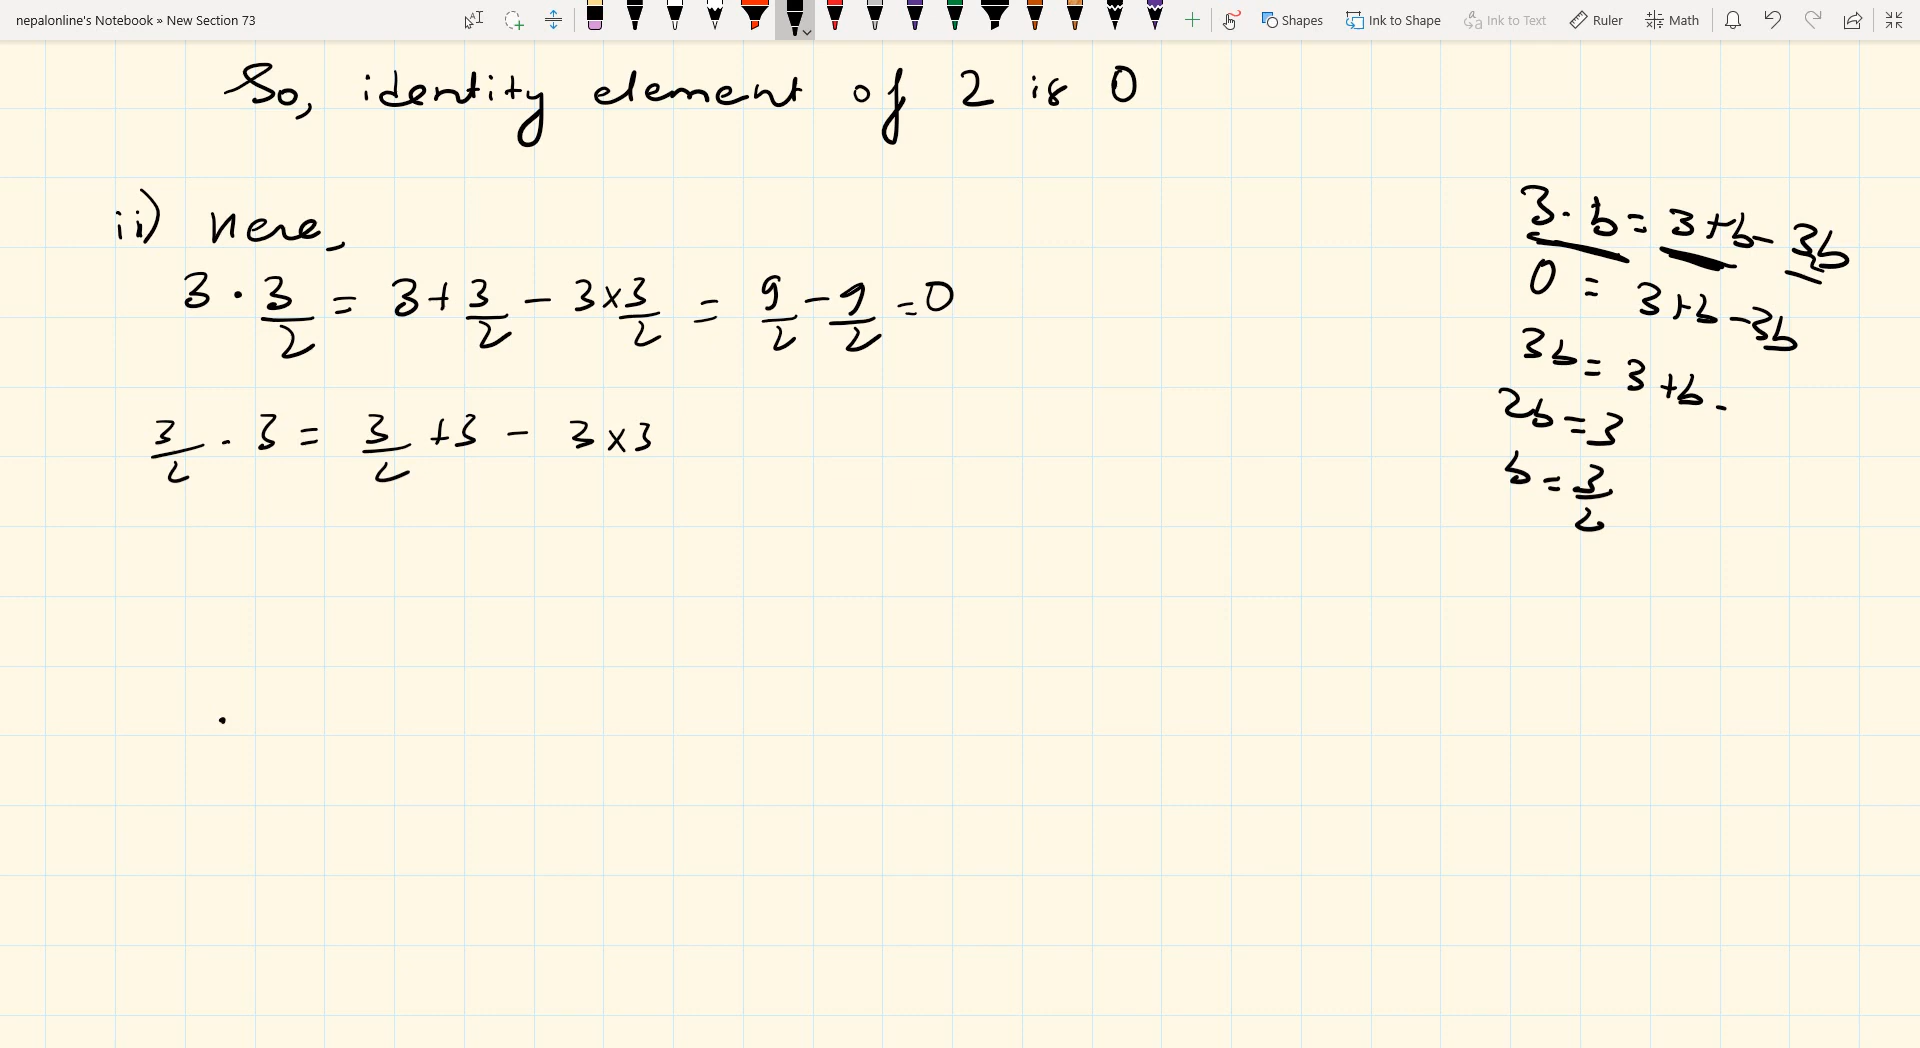 nepalonline's Notebook » New Section 73
Shapes Ink to Shape Ink to Text Ruler Math
So, identity element of 2 is 0
ii) Here,
3 · 3/2 = 3 + 3/2 - 3 × 3/2 = 9/2 - 9/2 = 0
3/2 · 3 = 3/2 + 3 - 3 × 3
3 · b = 3 + b - 3b
0 = 3 + b - 3b
3b = 3 + b -
2b = 3
b = 3/2